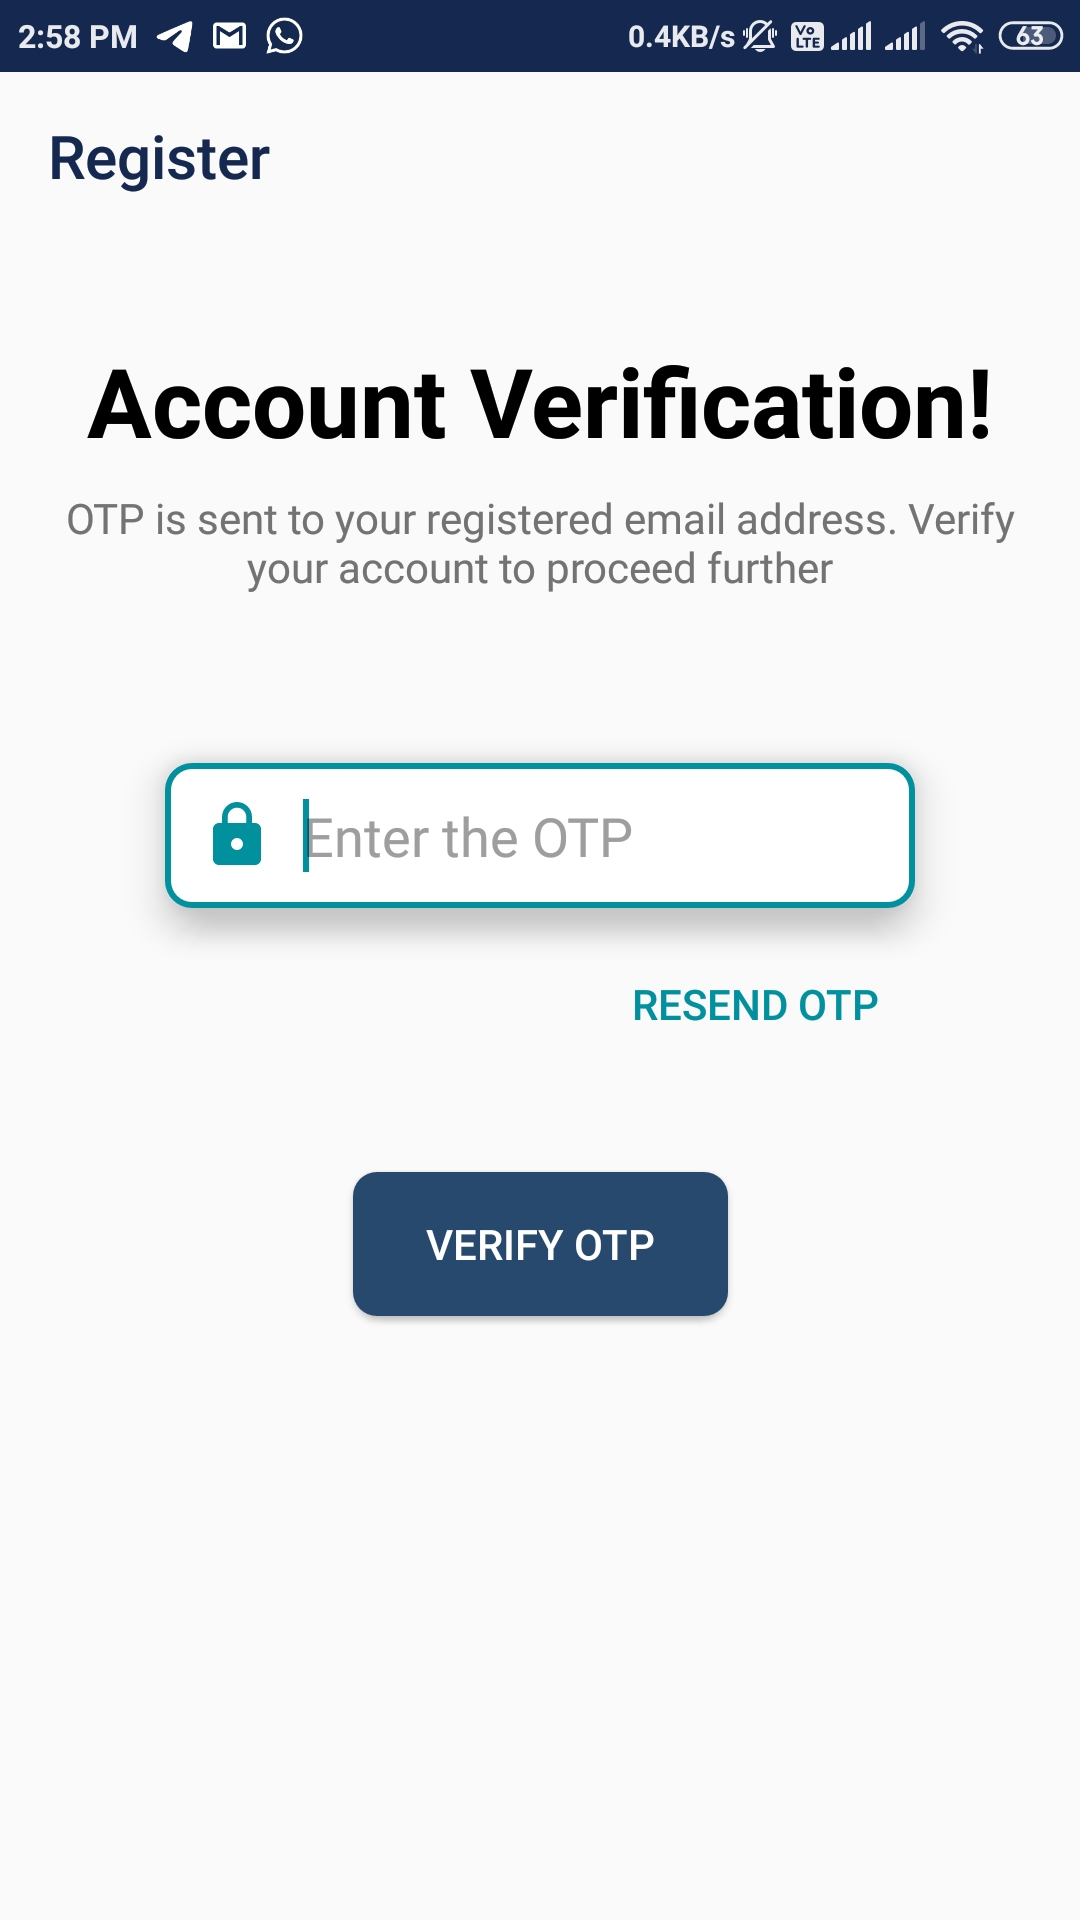 2:58 PM 0.4KB/s Vo LTE 63
Register
Account Verification!
OTP is sent to your registered email address. Verify
your account to proceed further
Enter the OTP
RESEND OTP
VERIFY OTP